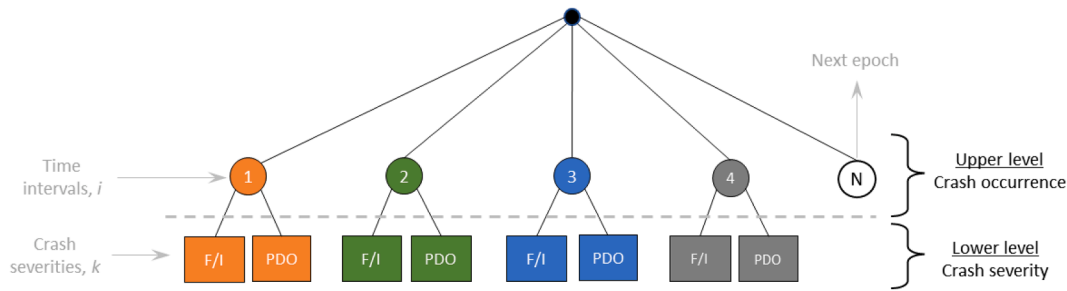 Next epoch
Time
intervals, i
1
2
3
4
N
Upper level
Crash occurrence
Crash
severities, k
F/I
PDO
F/I
PDO
F/I
PDO
F/I
PDO
Lower level
Crash severity